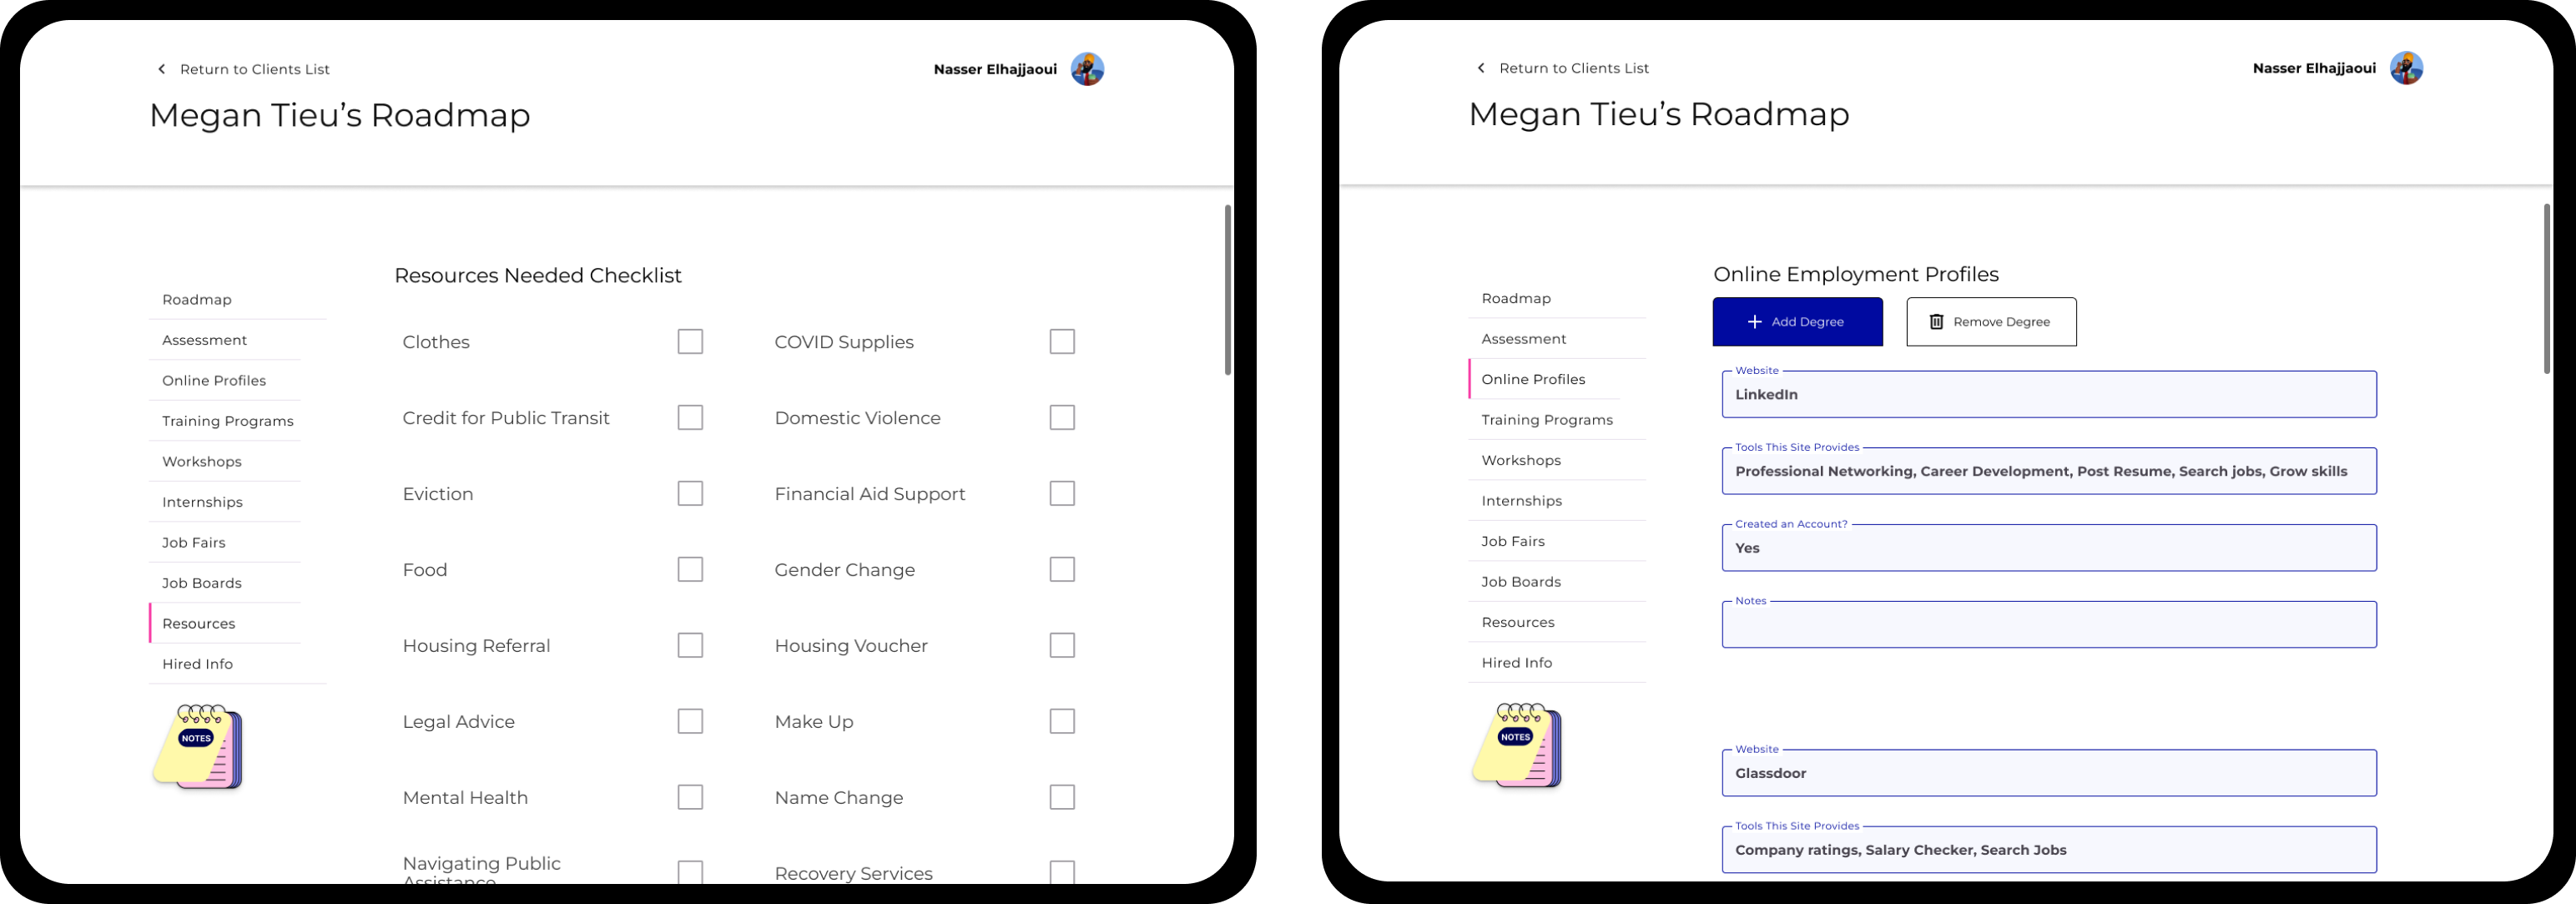 Return to Clients List
Nasser Elhajjaoui
Megan Tieu's Roadmap
Roadmap
Assessment
Online Profiles
Training Programs
Workshops
Internships
Job Fairs
Job Boards
Resources
Hired Info
NOTES
Resources Needed Checklist
Clothes
COVID Supplies
Credit for Public Transit
Domestic Violence
Eviction
Financial Aid Support
Food
Gender Change
Housing Referral
Housing Voucher
Legal Advice
Make Up
Mental Health
Name Change
Navigating Public
Assistance
Recovery Services
Return to Clients List
Nasser Elhajjaoui
Megan Tieu's Roadmap
Roadmap
Assessment
Online Profiles
Training Programs
Workshops
Internships
Job Fairs
Job Boards
Resources
Hired Info
NOTES
Online Employment Profiles
Add Degree
Remove Degree
Website
LinkedIn
Tools This Site Provides
Professional Networking, Career Development, Post Resume, Search jobs, Grow skills
Created an Account?
Yes
Notes
Website
Glassdoor
Tools This Site Provides
Company ratings, Salary Checker, Search Jobs